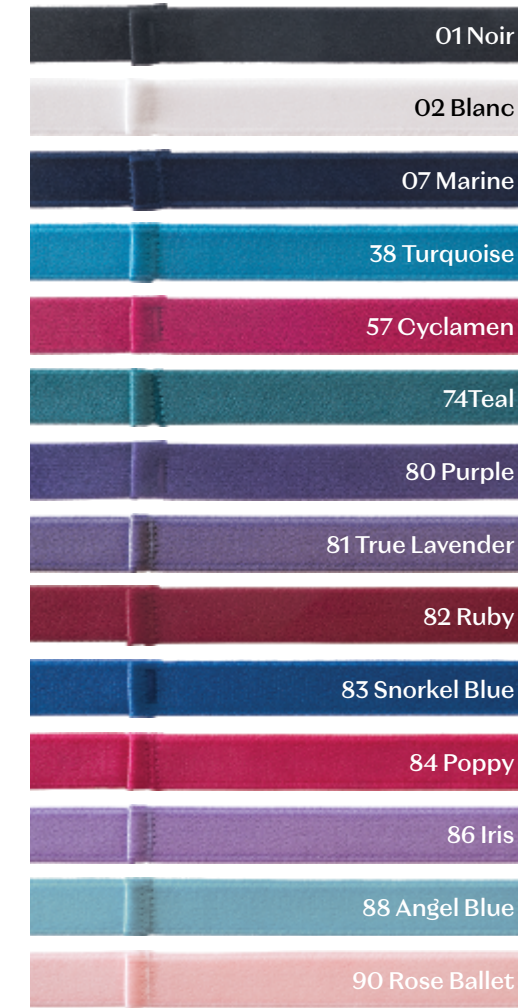 01 Noir
02 Blanc
07 Marine
38 Turquoise
57 Cyclamen
74Teal
80 Purple
81 True Lavender
82 Ruby
83 Snorkel Blue
84 Poppy
86 Iris
88 Angel Blue
90 Rose Ballet